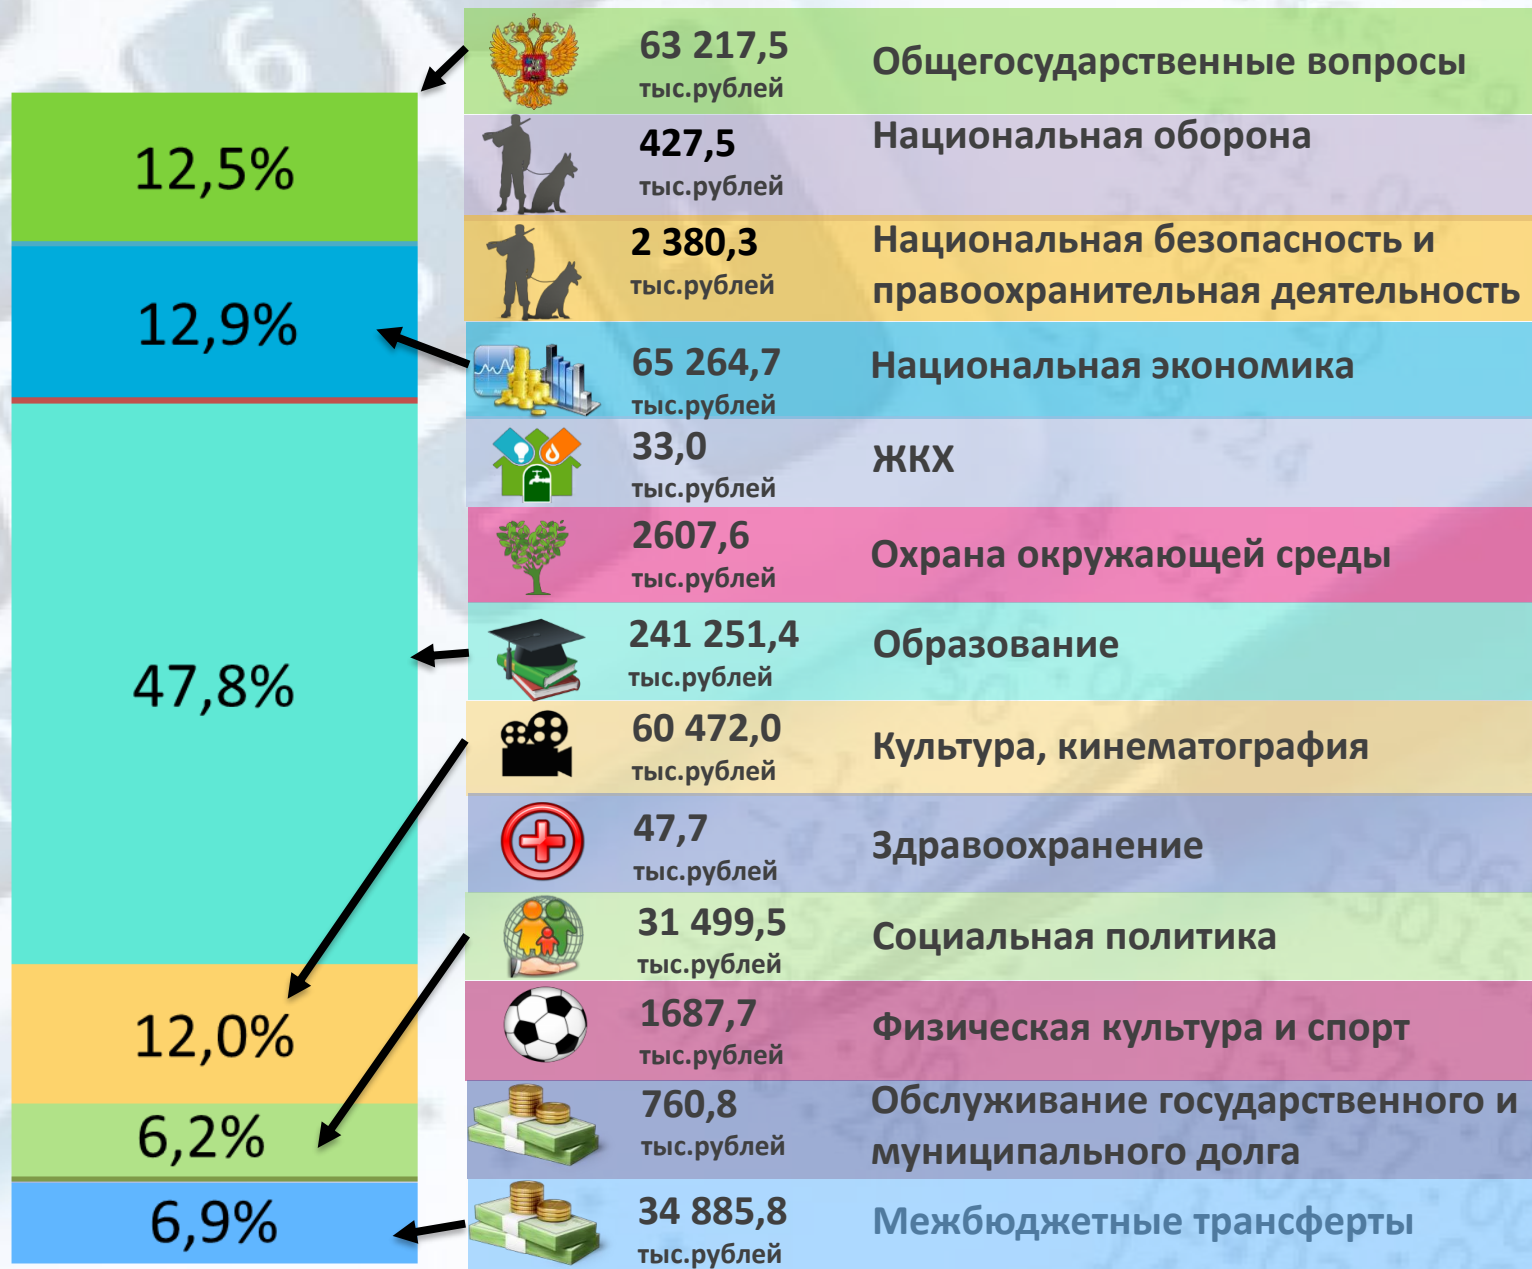 12,5%
12,9%
47,8%
12,0%
6,2%
6,9%
63 217,5
тыс.рублей
Общегосударственные вопросы
427,5
тыс.рублей
Национальная оборона
2 380,3
тыс.рублей
Национальная безопасность и
правоохранительная деятельность
65 264,7
тыс.рублей
Национальная экономика
33,0
тыс.рублей
ЖКХ
2607,6
тыс.рублей
Охрана окружающей среды
241 251,4
тыс.рублей
Образование
60 472,0
тыс.рублей
Культура, кинематография
47,7
тыс.рублей
Здравоохранение
31 499,5
тыс.рублей
Социальная политика
1687,7
тыс.рублей
Физическая культура и спорт
760,8
тыс.рублей
Обслуживание государственного и
муниципального долга
34 885,8
тыс.рублей
Межбюджетные трансферты